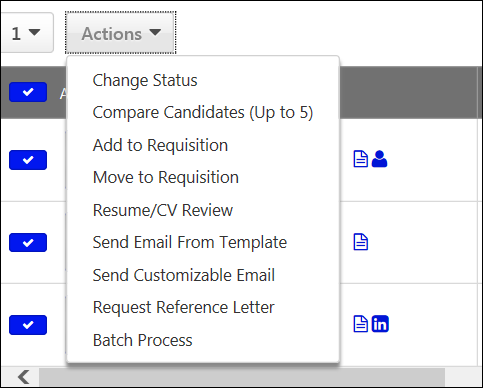 1 Actions
A
Change Status
Compare Candidates (Up to 5)
Add to Requisition
Move to Requisition
Resume/CV Review
Send Email From Template
Send Customizable Email
Request Reference Letter
Batch Process
in